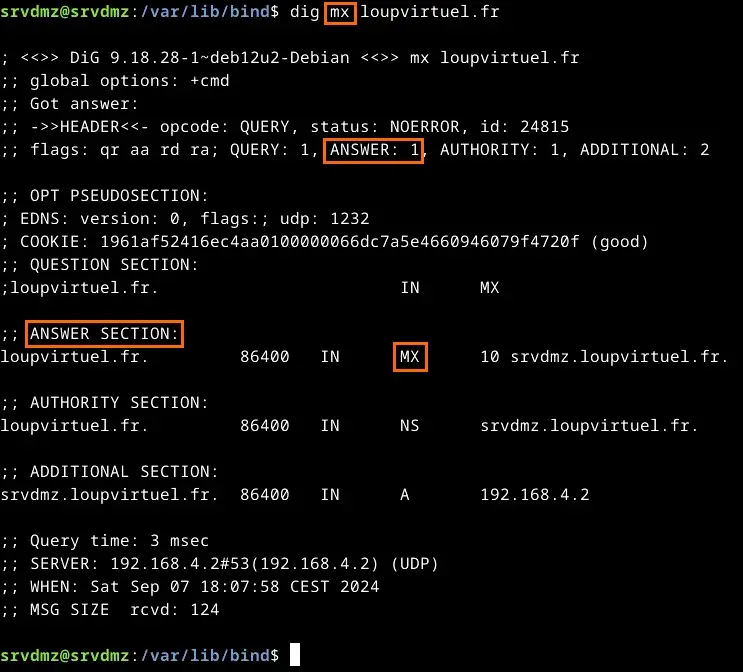 srvdmz@srvdmz:/var/lib/bind$ dig mx loupvirtuel.fr
; <<>> DiG 9.18.28-1~deb12u2-Debian <<>> mx loupvirtuel.fr
;; global options: +cmd
;; Got answer:
;; ->>HEADER<<- opcode: QUERY, status: NOERROR, id: 24815
;; flags: qr aa rd ra; QUERY: 1, ANSWER: 1, AUTHORITY: 1, ADDITIONAL: 2
;; OPT PSEUDOSECTION:
; EDNS: version: 0, flags:; udp: 1232
; COOKIE: 1961af52416ec4aa0100000066dc7a5e4660946079f4720f (good)
;; QUESTION SECTION:
;loupvirtuel.fr. IN MX
;; ANSWER SECTION:
loupvirtuel.fr. 86400 IN MX 10 srvdmz.loupvirtuel.fr.
;; AUTHORITY SECTION:
loupvirtuel.fr. 86400 IN NS srvdmz.loupvirtuel.fr.
;; ADDITIONAL SECTION:
srvdmz.loupvirtuel.fr. 86400 IN A 192.168.4.2
;; Query time: 3 msec
;; SERVER: 192.168.4.2#53(192.168.4.2) (UDP)
;; WHEN: Sat Sep 07 18:07:58 CEST 2024
;; MSG SIZE rcvd: 124
srvdmz@srvdmz:/var/lib/bind$